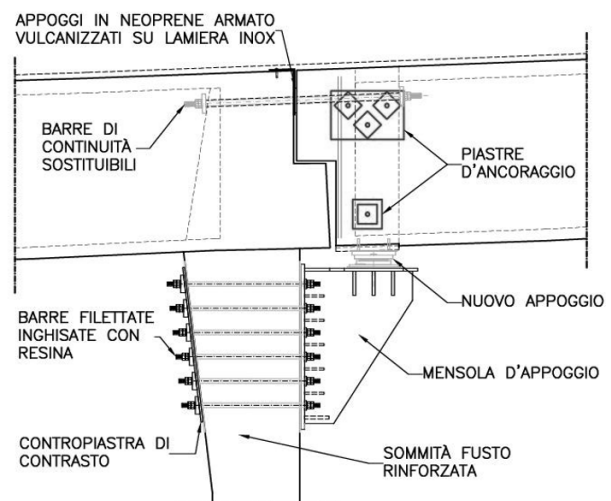 APPOGGI IN NEOPRENE ARMATO
VULCANIZZATI SU LAMIERA INOX
BARRE DI
CONTINUITÀ
SOSTITUIBILI
PIASTRE
D'ANCORAGGIO
NUOVO APPOGGIO
BARRE FILETTATE
INGHISATE CON
RESINA
MENSOLA D'APPOGGIO
CONTROPIASTRA DI
CONTRASTO
SOMMITÀ FUSTO
RINFORZATA